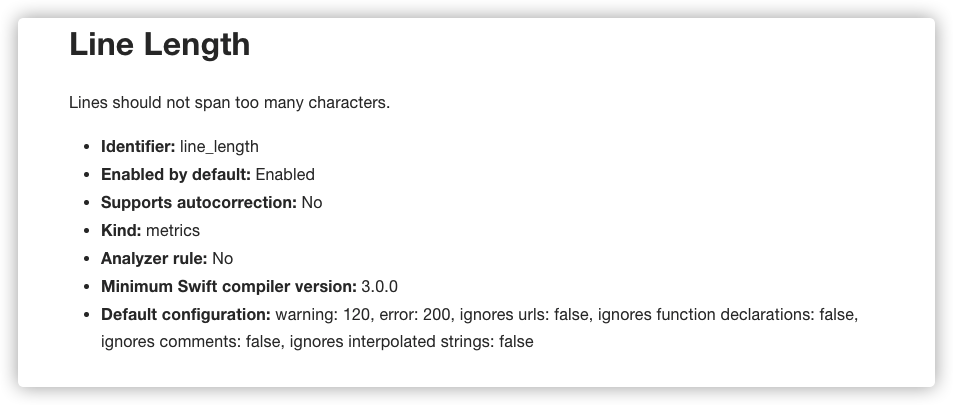 Line Length
Lines should not span too many characters.
• Identifier: line_length
• Enabled by default: Enabled
• Supports autocorrection: No
• Kind: metrics
• Analyzer rule: No
• Minimum Swift compiler version: 3.0.0
• Default configuration: warning: 120, error: 200, ignores urls: false, ignores function declarations: false,
ignores comments: false, ignores interpolated strings: false